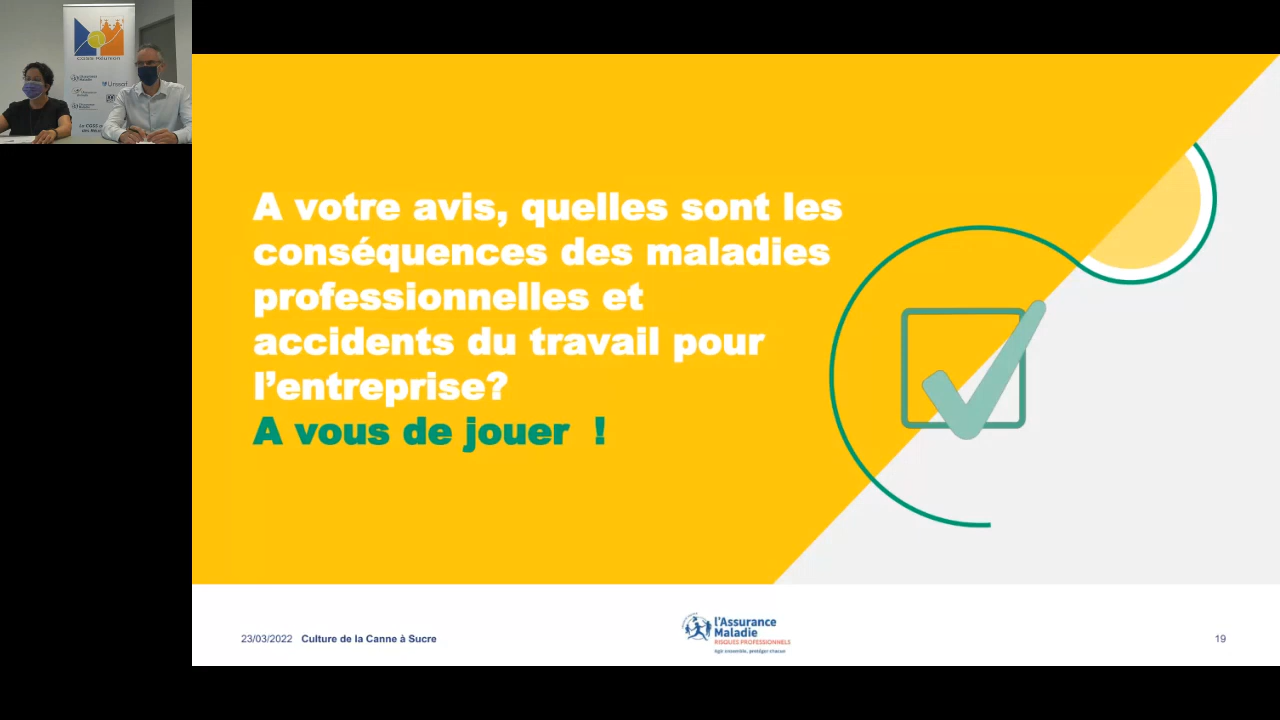 A votre avis, quelles sont les
conséquences des maladies
professionnelles et
accidents du travail pour
l'entreprise?
A vous de jouer !
23/03/2022 Culture de la Canne à Sucre
l'Assurance
Maladie
RISQUES PROFESSIONNELS
Agir ensemble, protéger chacun
19